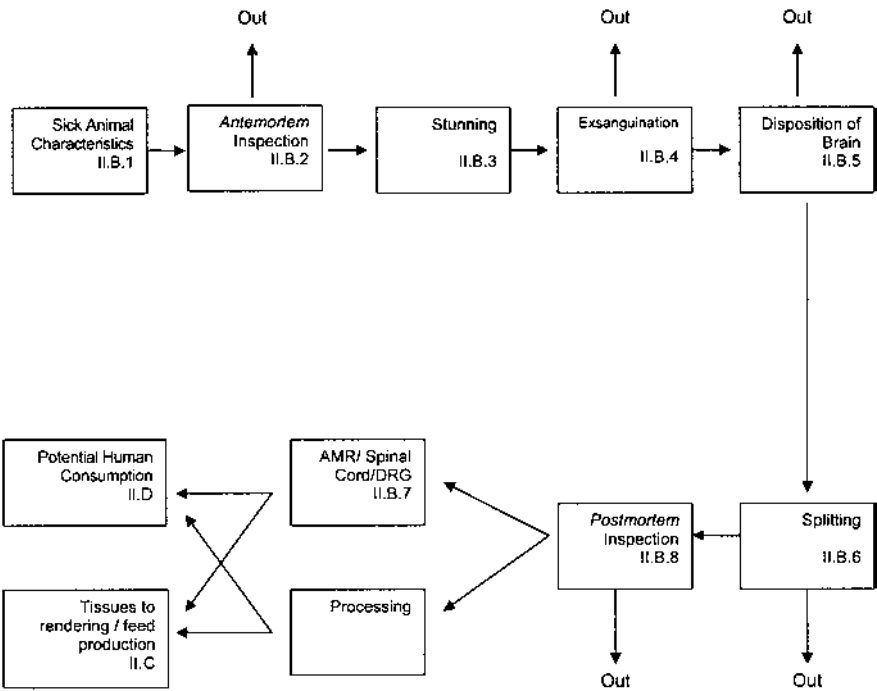 Out
Out
Out
Sick Animal
Characteristics
II.B.1
Antemortem
Inspection
II.B.2
Stunning
II.B.3
Exsanguination
II.B.4
Disposition of
Brain
II.B.5
Potential Human
Consumption
II.D
AMR/ Spinal
Cord/DRG
II.B.7
Postmortem
Inspection
II.B.8
Splitting
II.B.6
Tissues to
rendering / feed
production
II.C
Processing
Out
Out